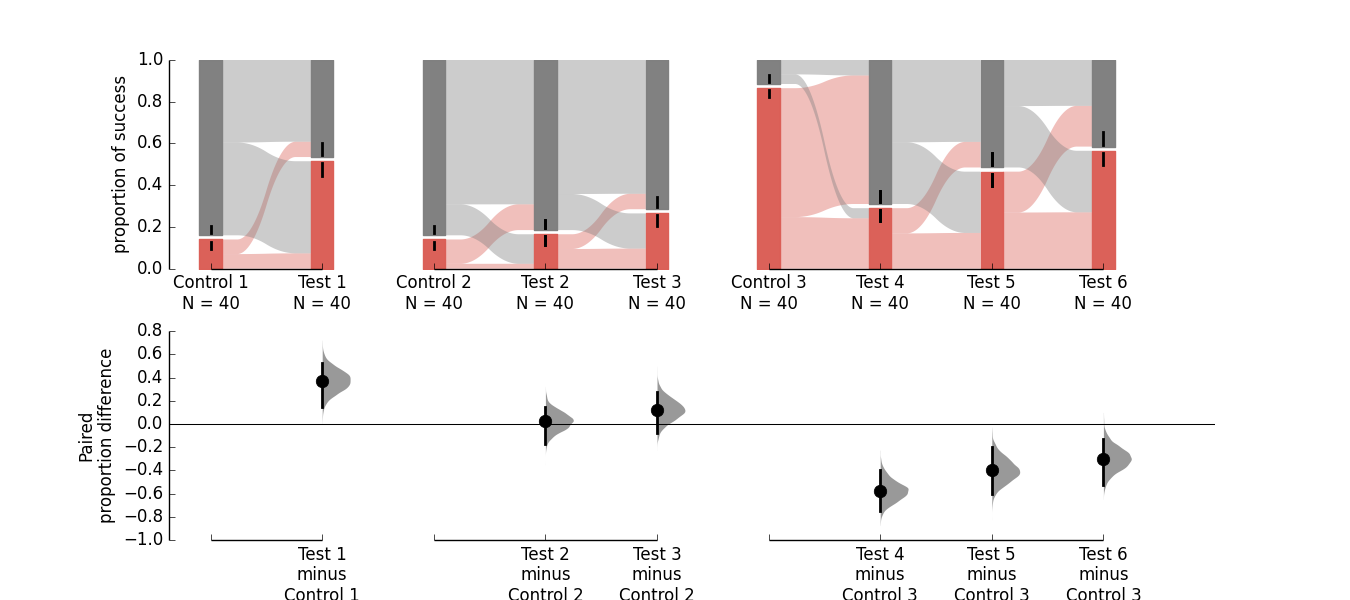 proportion of success
1.0
0.8
0.6
0.4
0.2
0.0
Control 1 Test 1 Control 2 Test 2 Test 3 Control 3 Test 4 Test 5 Test 6
N = 40 N = 40 N = 40 N = 40 N = 40 N = 40 N = 40 N = 40 N = 40
Paired
proportion difference
0.8
0.6
0.4
0.2
0.0
−0.2
−0.4
−0.6
−0.8
−1.0
Test 1 Test 2 Test 3 Test 4 Test 5 Test 6
minus minus minus minus minus minus
Control 1 Control 2 Control 2 Control 3 Control 3 Control 3